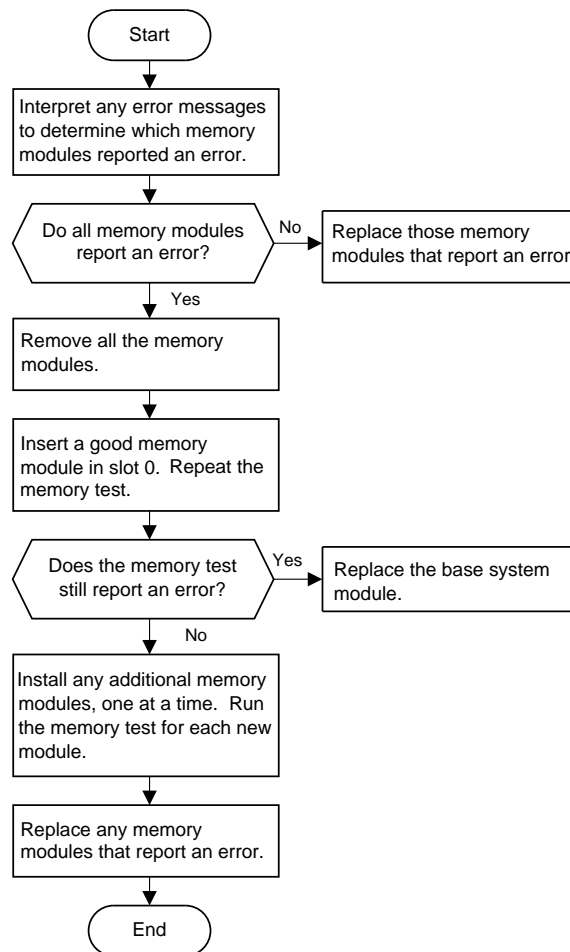 Start
Interpret any error messages
to determine which memory
modules reported an error.
Do all memory modules
report an error?
No
Replace those memory
modules that report an error
Yes
Remove all the memory
modules.
Insert a good memory
module in slot 0. Repeat the
memory test.
Does the memory test
still report an error?
Yes
Replace the base system
module.
No
Install any additional memory
modules, one at a time. Run
the memory test for each new
module.
Replace any memory
modules that report an error.
End